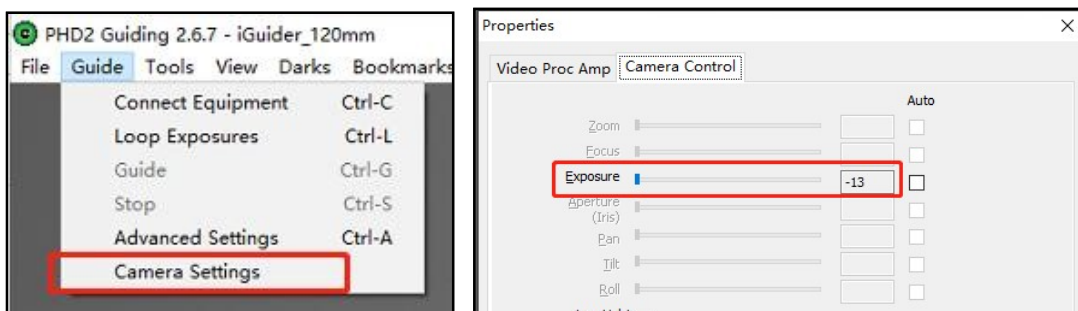 PHD2 Guiding 2.6.7 - iGuider_120mm
File Guide Tools View Darks Bookmarks
Connect Equipment Ctrl-C
Loop Exposures Ctrl-L
Guide Ctrl-G
Stop Ctrl-S
Advanced Settings Ctrl-A
Camera Settings
Properties
Video Proc Amp Camera Control
Auto
Zoom
Focus
Exposure -13
Aperture
(Iris)
Pan
Tilt
Roll